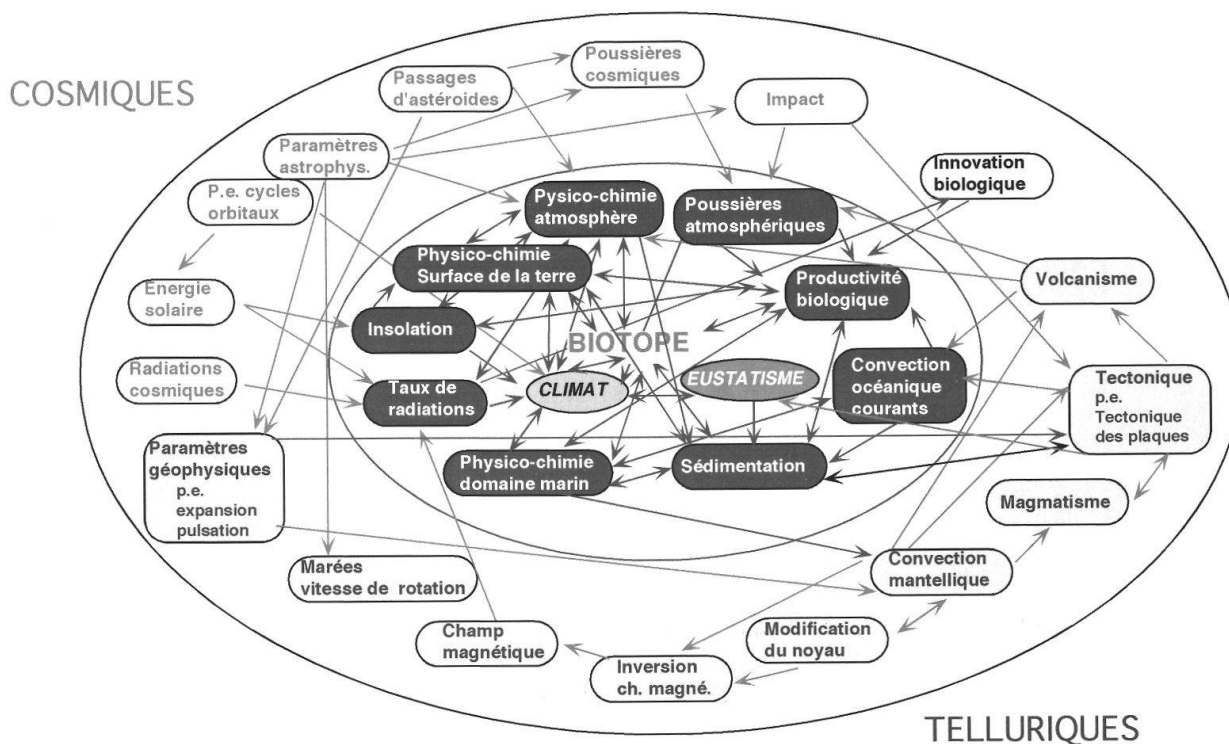 COSMIQUES
Poussières
cosmiques
Passages
d'astéroides
Impact
Paramètres
astrophys.
Innovation
biologique
P.e. cycles
orbitaux
Pysico-chimie
atmosphère
Poussières
atmosphériques
Physico-chimie
Surface de la terre
Productivité
biologique
Volcanisme
Energie
solaire
Insolation
BIOTOPE
Radiations
cosmiques
Taux de
radiations
CLIMAT
EUSTATISME
Convection
océanique
courants
Tectonique
p.e.
Tectonique
des plaques
Paramètres
géophysiques
p.e.
expansion
pulsation
Physico-chimie
domaine marin
Sédimentation
Magmatisme
Marées
vitesse de rotation
Convection
mantellique
Champ
magnétique
Modification
du noyau
Inversion
ch. magné.
TELLURIQUES